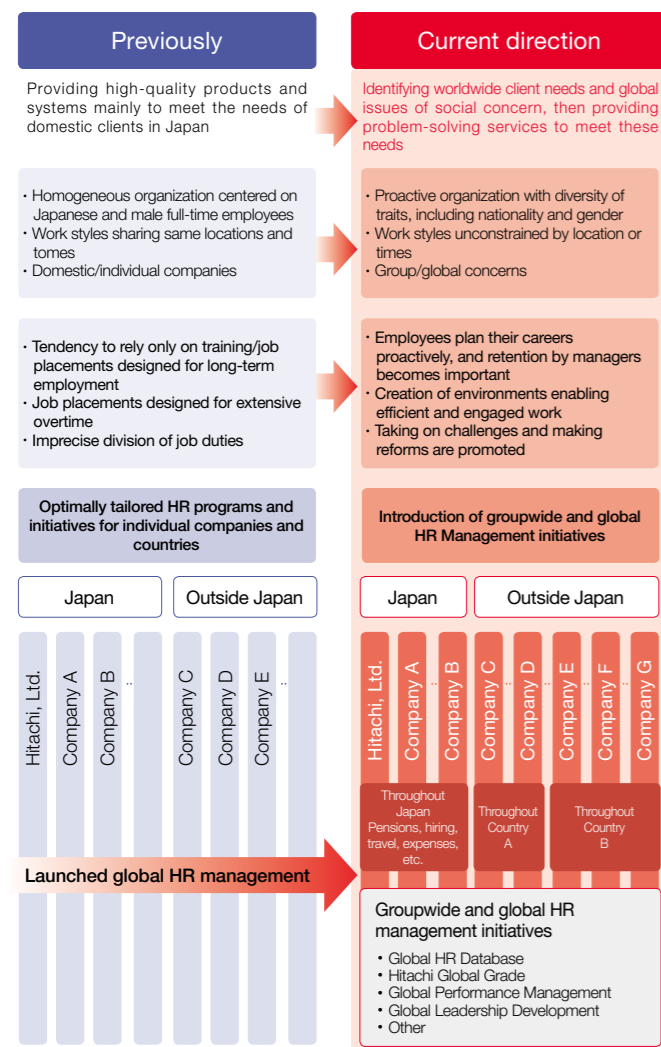 Previously
Providing high-quality products and
systems mainly to meet the needs of
domestic clients in Japan
・Homogeneous organization centered on
Japanese and male full-time employees
・Work styles sharing same locations and
tomes
・Domestic/individual companies
・Tendency to rely only on training/job
placements designed for long-term
employment
・Job placements designed for extensive
overtime
・Imprecise division of job duties
Optimally tailored HR programs and
initiatives for individual companies and
countries
Japan
Outside Japan
Hitachi, Ltd.
Company A
Company B
..
Company C
Company D
Company E
..
Launched global HR management
Current direction
Identifying worldwide client needs and global
issues of social concern, then providing
problem-solving services to meet these
needs
・Proactive organization with diversity of
traits, including nationality and gender
・Work styles unconstrained by location or
times
・Group/global concerns
・Employees plan their careers
proactively, and retention by managers
becomes important
・Creation of environments enabling
efficient and engaged work
・Taking on challenges and making
reforms are promoted
Introduction of groupwide and global
HR Management initiatives
Japan
Outside Japan
Hitachi, Ltd.
Company A
..
Company B
Company C
..
Company D
Company E
..
Company F
..
Company G
Throughout
Japan
Pensions, hiring,
travel, expenses,
etc.
Throughout
Country
A
Throughout
Country
B
Groupwide and global HR
management initiatives
• Global HR Database
• Hitachi Global Grade
• Global Performance Management
• Global Leadership Development
• Other